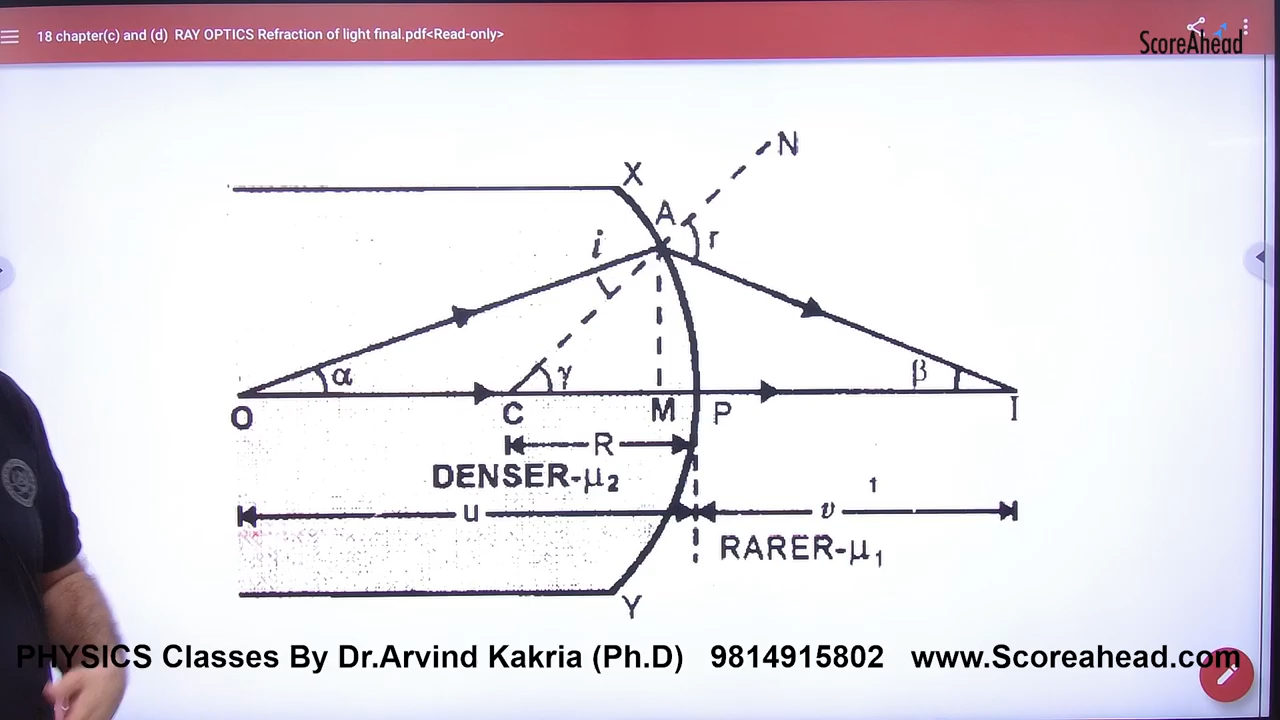 18 chapter(c) and (d) RAY OPTICS Refraction of light final.pdf<Read-only>
ScoreAhead
N
X
A
i
r
α
γ
β
O
C
M
P
I
R
DENSER-μ₂
u
υ
1
RARER-μ₁
Y
PHYSICS Classes By Dr.Arvind Kakria (Ph.D) 9814915802 www.Scoreahead.com